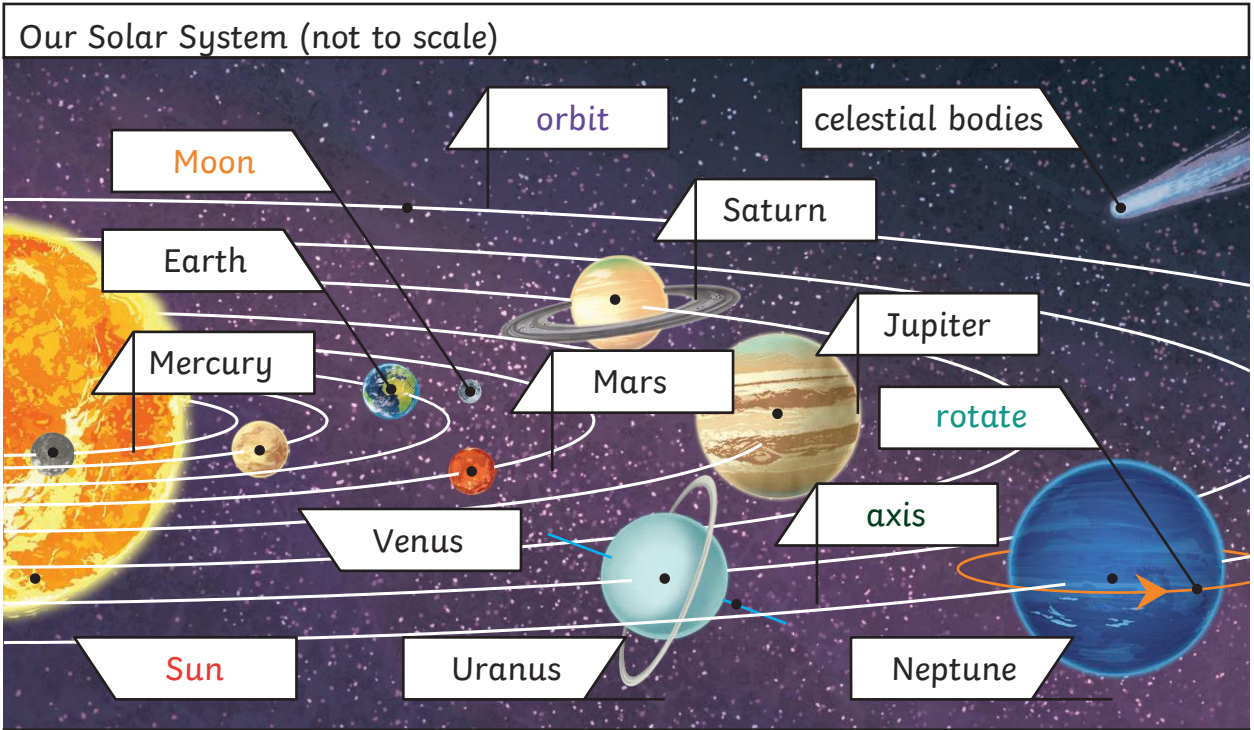 Our Solar System (not to scale)
orbit
celestial bodies
Moon
Saturn
Earth
Jupiter
Mercury
Mars
rotate
axis
Venus
Sun
Uranus
Neptune